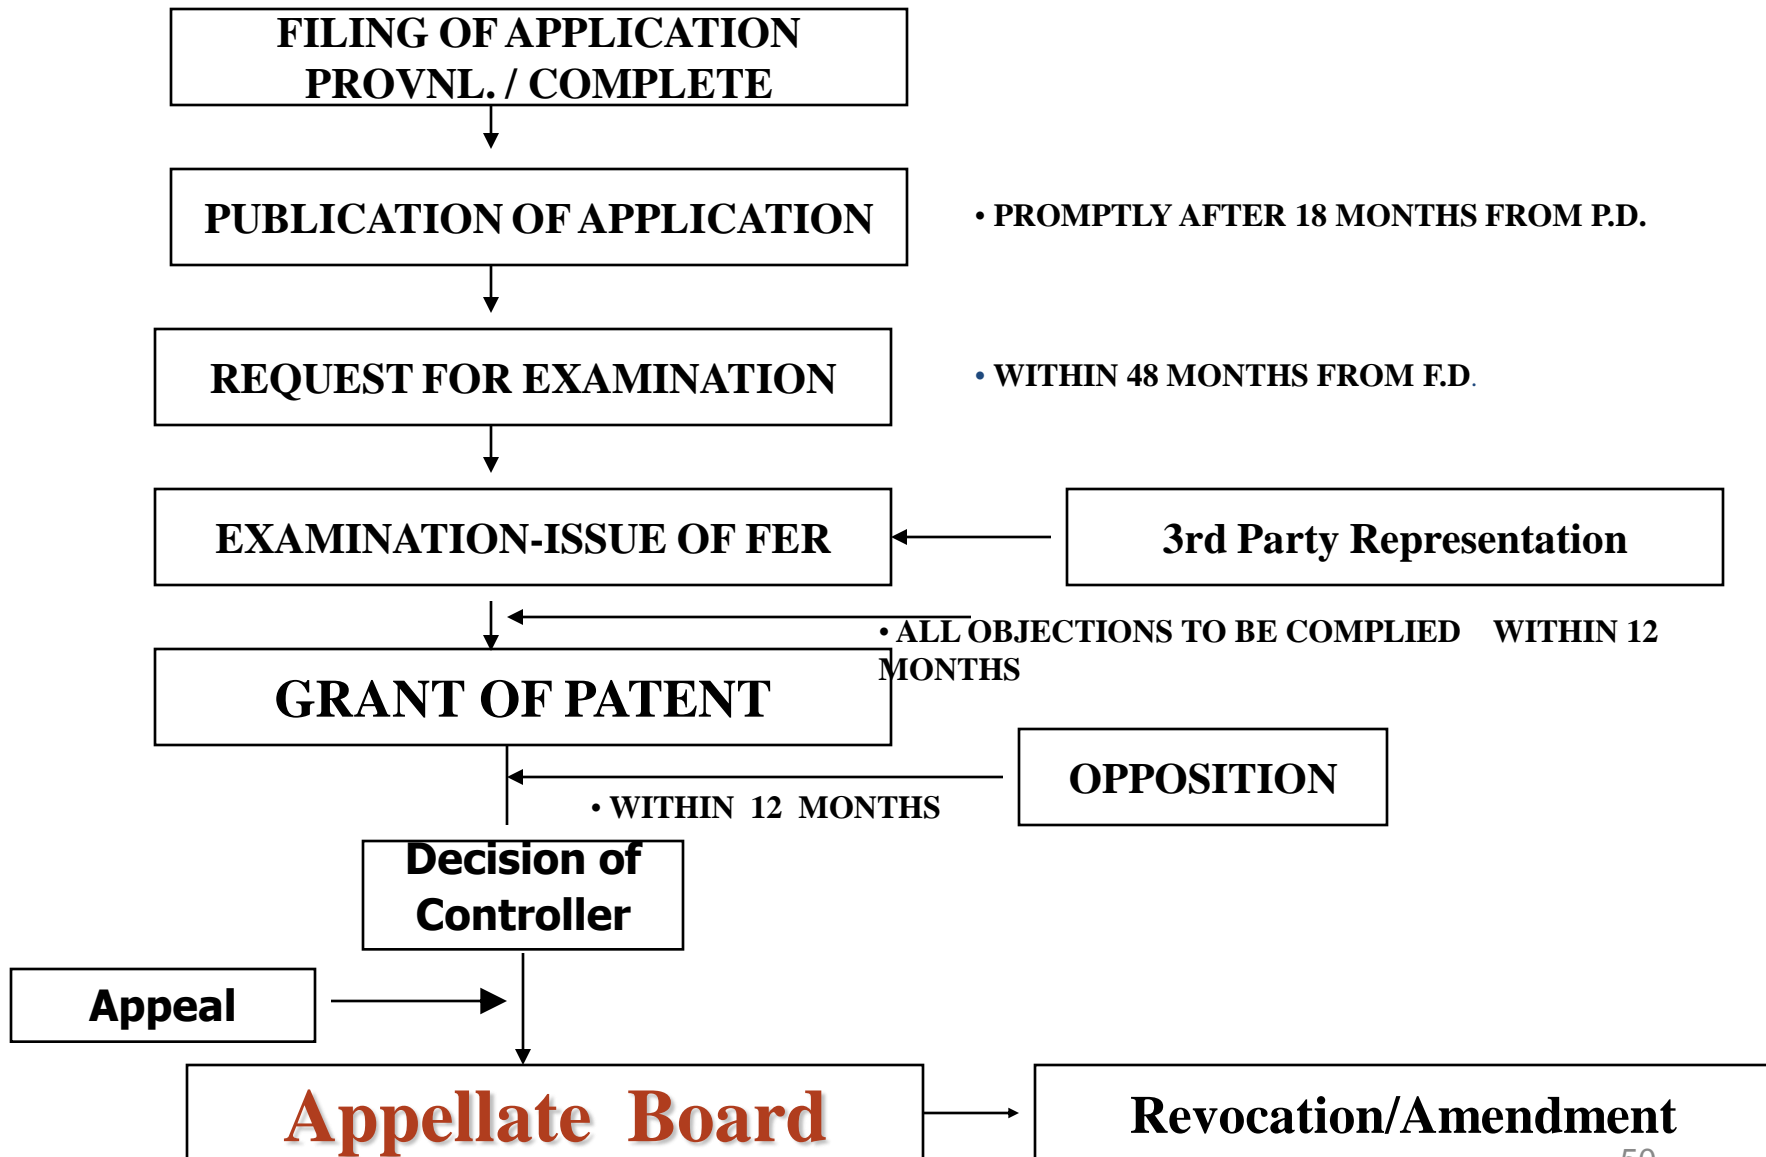 FILING OF APPLICATION
PROVNL. / COMPLETE
PUBLICATION OF APPLICATION
• PROMPTLY AFTER 18 MONTHS FROM P.D.
REQUEST FOR EXAMINATION
• WITHIN 48 MONTHS FROM F.D.
EXAMINATION-ISSUE OF FER
3rd Party Representation
• ALL OBJECTIONS TO BE COMPLIED WITHIN 12
MONTHS
GRANT OF PATENT
OPPOSITION
• WITHIN 12 MONTHS
Decision of
Controller
Appeal
Appellate Board
Revocation/Amendment